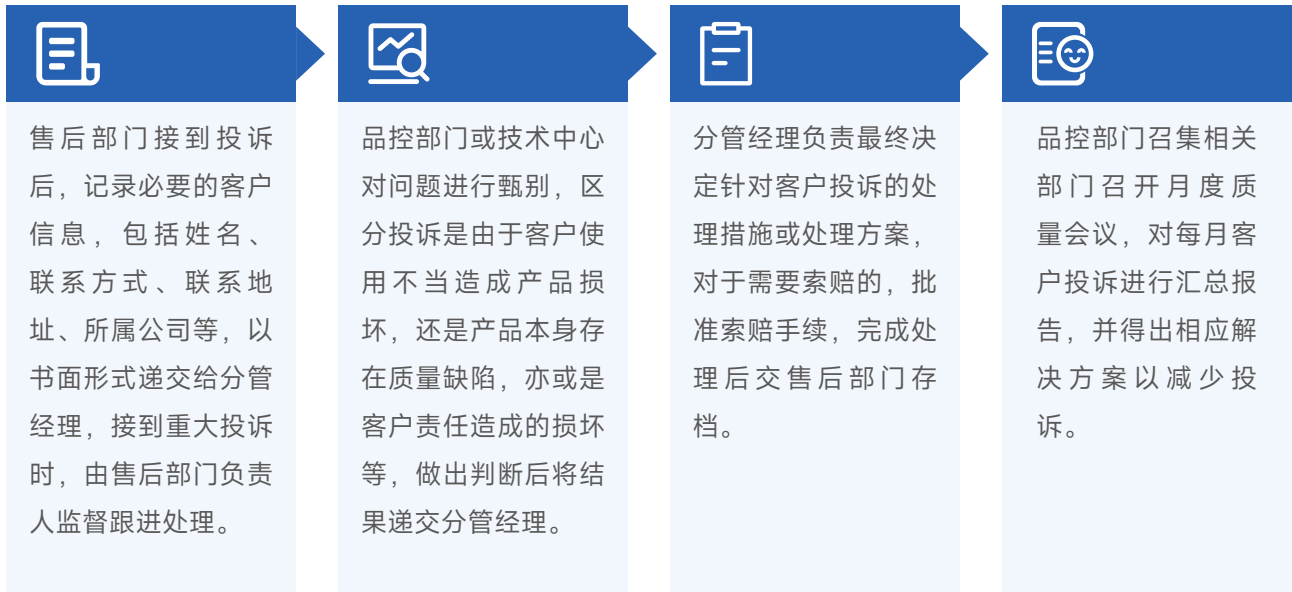 售后部门接到投诉
后，记录必要的客户
信息，包括姓名、
联系方式、联系地
址、所属公司等，以
书面形式递交给分管
经理，接到重大投诉
时，由售后部门负责
人监督跟进处理。
品控部门或技术中心
对问题进行甄别，区
分投诉是由于客户使
用不当造成产品损
坏，还是产品本身存
在质量缺陷，亦或是
客户责任造成的损坏
等，做出判断后将结
果递交分管经理。
分管经理负责最终决
定针对客户投诉的处
理措施或处理方案，
对于需要索赔的，批
准索赔手续，完成处
理后交售后部门存
档。
品控部门召集相关
部门召开月度质
量会议，对每月客
户投诉进行汇总报
告，并得出相应解
决方案以减少投
诉。